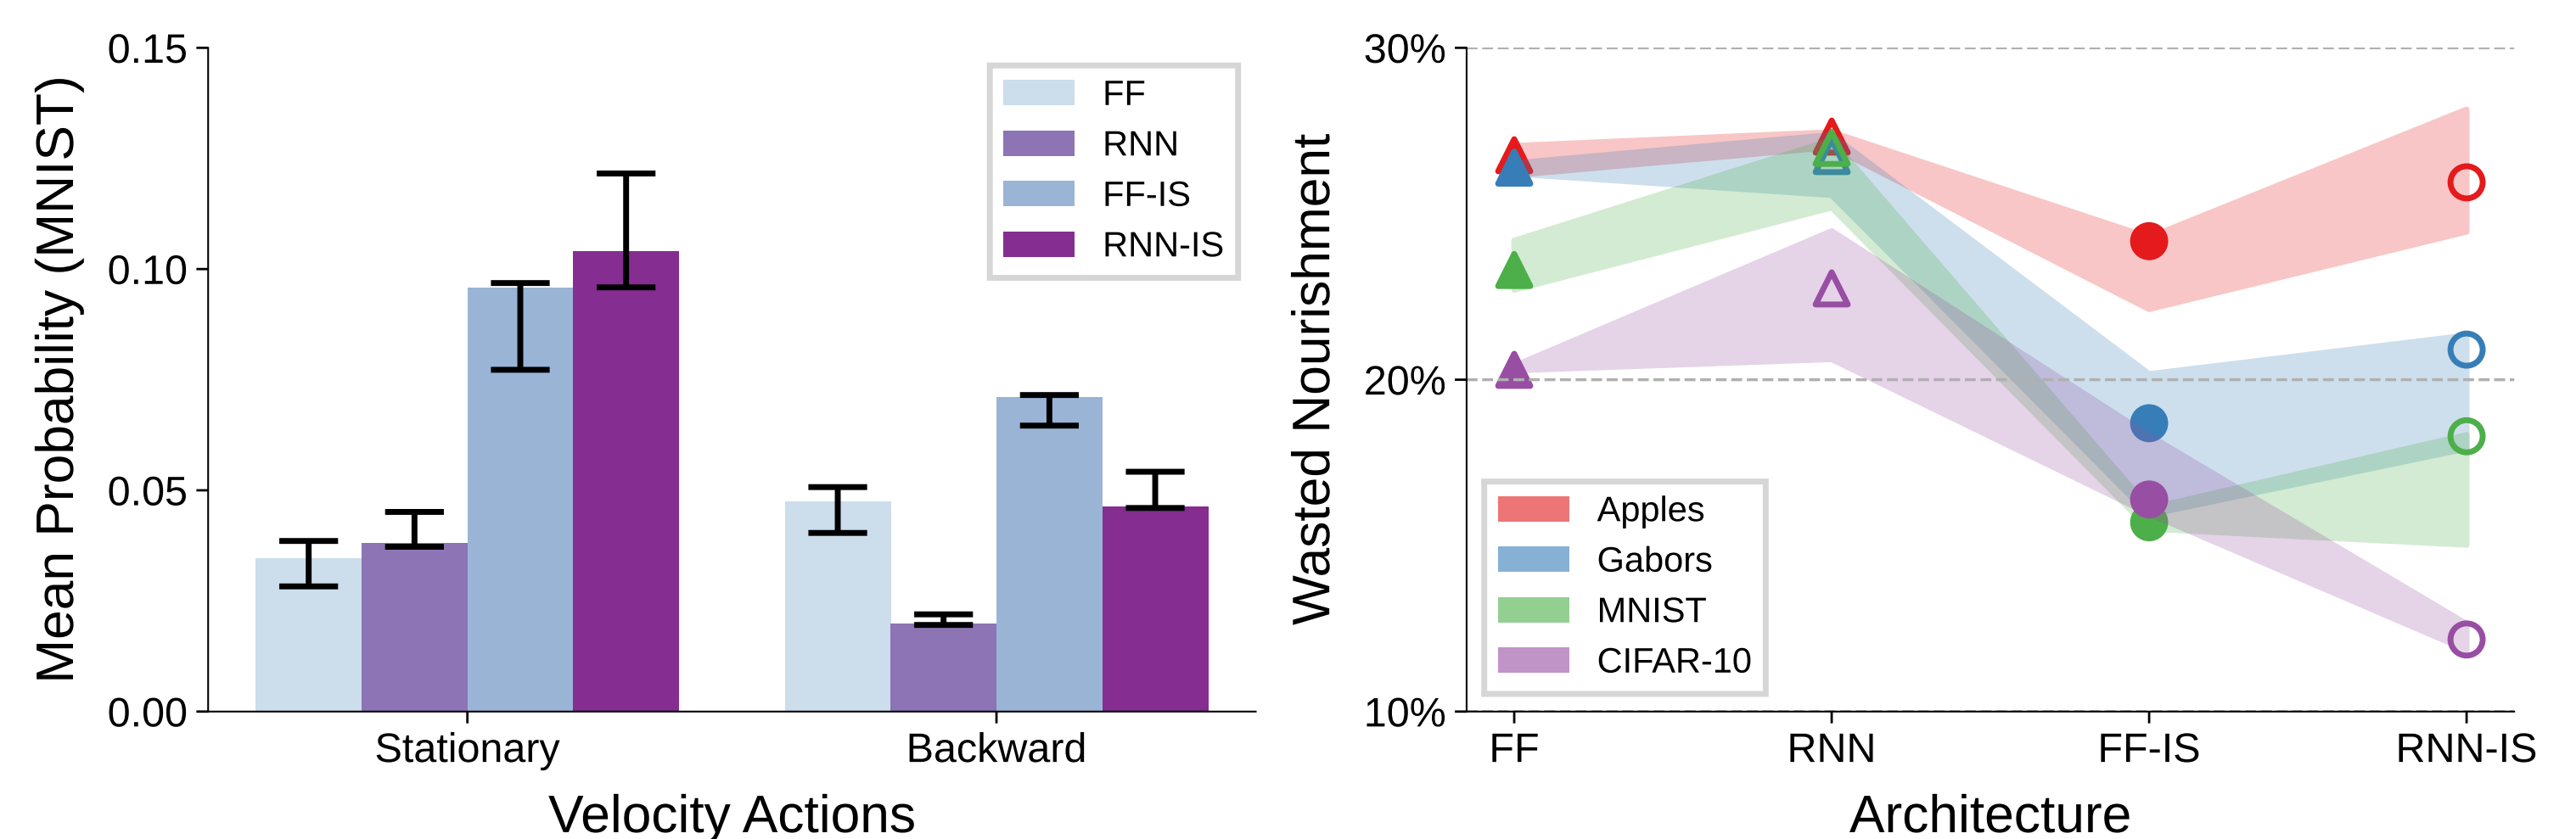 Mean Probability (MNIST)
0.15
0.10
0.05
0.00
Stationary
Backward
Velocity Actions
FF
RNN
FF-IS
RNN-IS
Wasted Nourishment
30%
20%
10%
Apples
Gabors
MNIST
CIFAR-10
FF
RNN
FF-IS
RNN-IS
Architecture